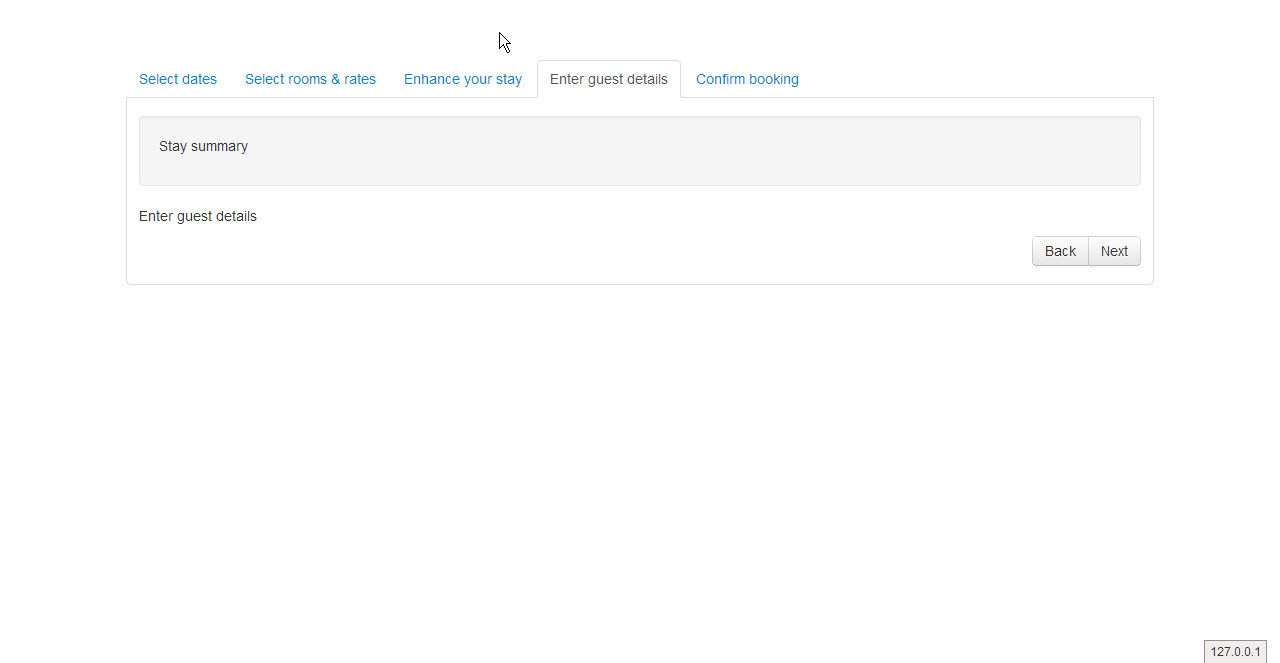 Select dates Select rooms & rates Enhance your stay Enter guest details Confirm booking
Stay summary
Enter guest details
Back Next
127.0.0.1